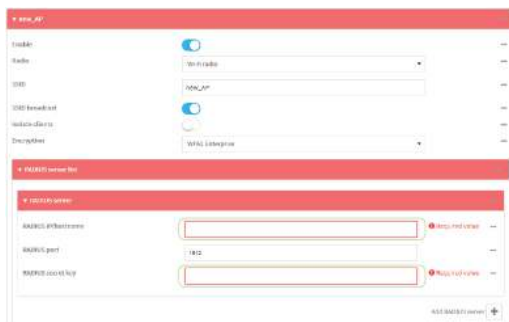 new_AP
Enable
Radio
Wi-Fi radio
SSID
new_AP
SSID broadcast
Isolate clients
Encryption
WPA2 Enterprise
RADIUS server list
RADIUS server
RADIUS IP/hostname
Required value
RADIUS port
1812
RADIUS secret key
Required value
Add RADIUS server